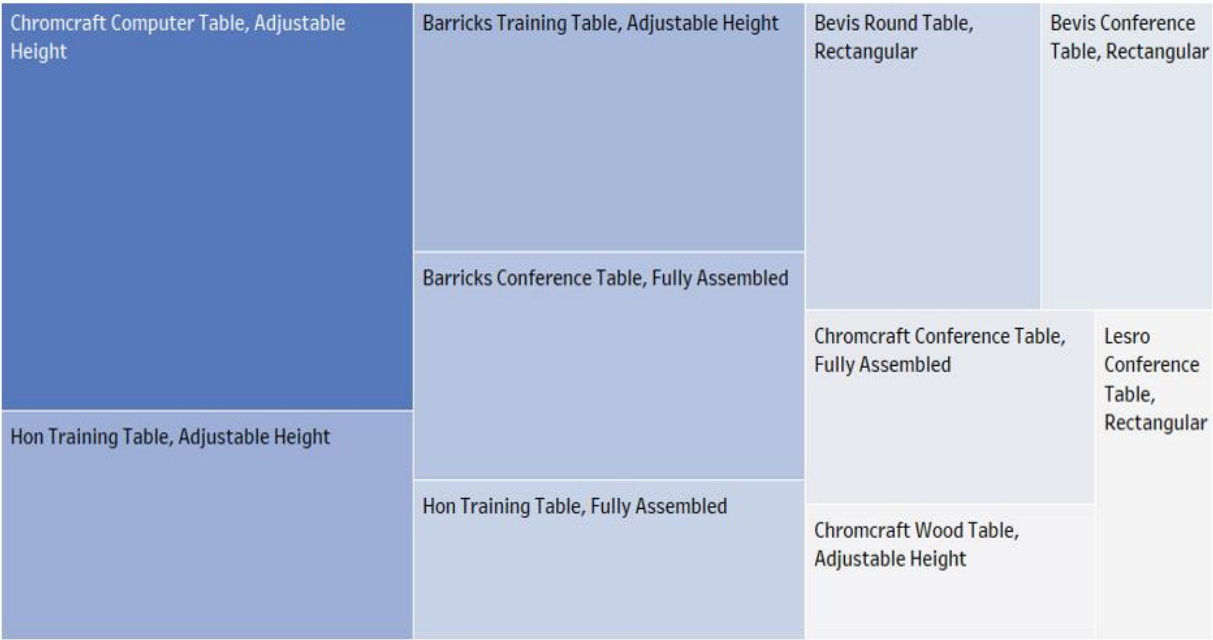 Chromcraft Computer Table, Adjustable
Height
Hon Training Table, Adjustable Height
Barricks Training Table, Adjustable Height
Barricks Conference Table, Fully Assembled
Hon Training Table, Fully Assembled
Bevis Round Table,
Rectangular
Bevis Conference
Table, Rectangular
Chromcraft Conference Table,
Fully Assembled
Chromcraft Wood Table,
Adjustable Height
Lesro
Conference
Table,
Rectangular